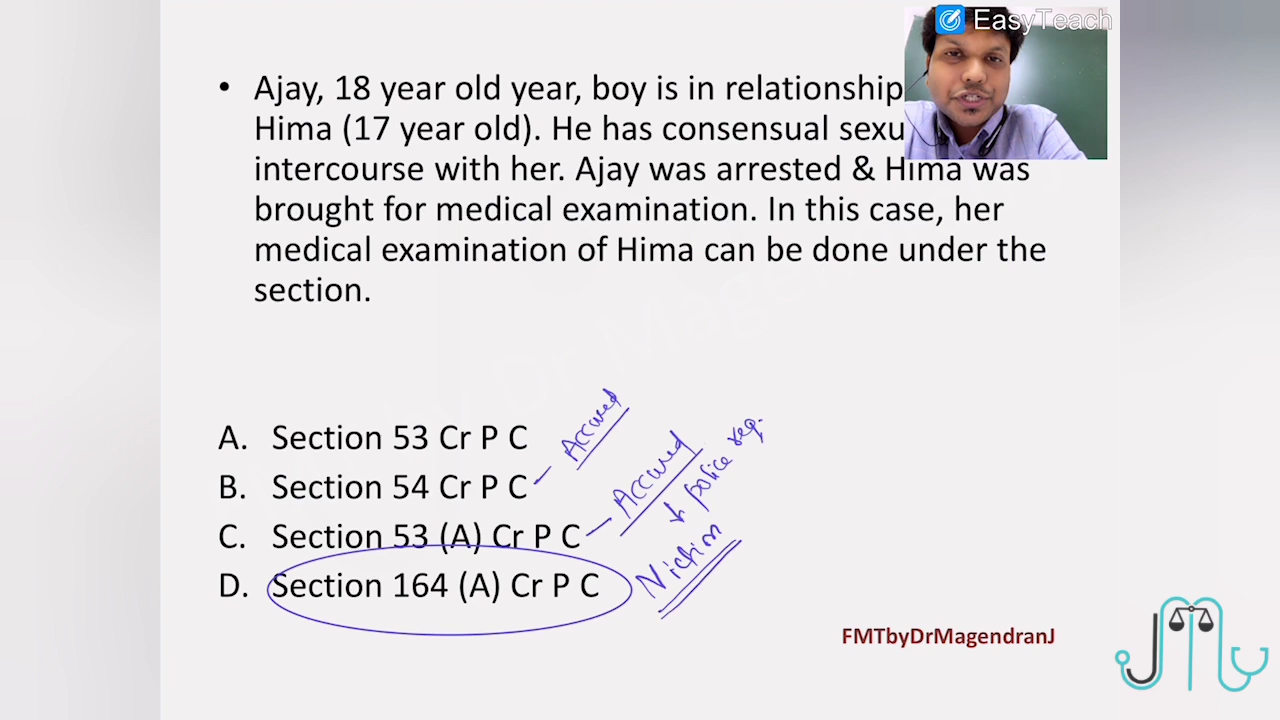 EasyTeach
• Ajay, 18 year old year, boy is in relationship
Hima (17 year old). He has consensual sexu
intercourse with her. Ajay was arrested & Hima was
brought for medical examination. In this case, her
medical examination of Hima can be done under the
section.
A. Section 53 Cr P C
B. Section 54 Cr P C – Accused
C. Section 53 (A) Cr P C – Accused
police req.
D. Section 164 (A) Cr P C
Victim
FMTbyDrMagendranJ